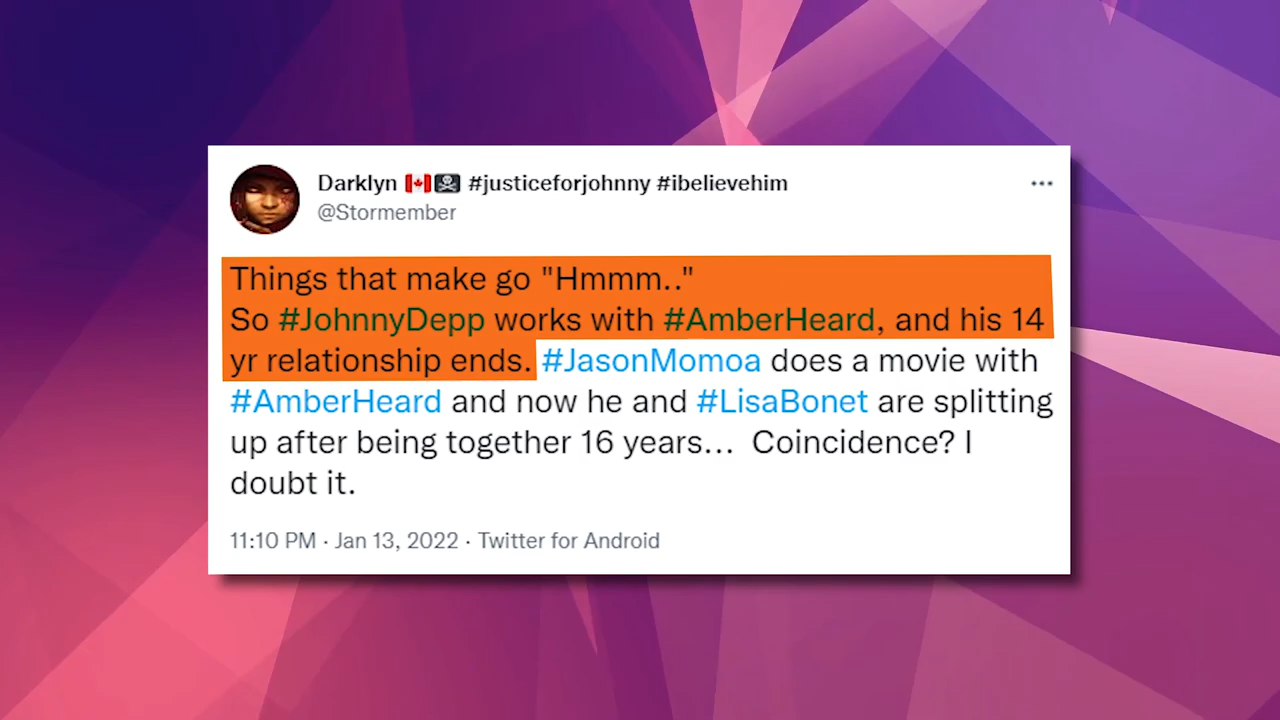 Darklyn 🇨🇦🏴‍☠️ #justiceforjohnny #ibelievehim
@Stormember
Things that make go "Hmmm.."
So #JohnnyDepp works with #AmberHeard, and his 14
yr relationship ends. #JasonMomoa does a movie with
#AmberHeard and now he and #LisaBonet are splitting
up after being together 16 years... Coincidence? I
doubt it.
11:10 PM · Jan 13, 2022 · Twitter for Android